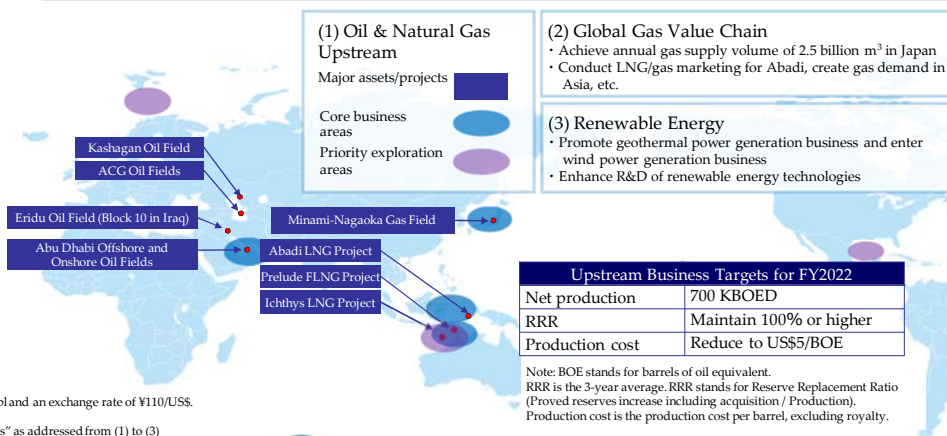 (1) Oil & Natural Gas
Upstream
Major assets/projects
Core business
areas
Priority exploration
areas
(2) Global Gas Value Chain
・Achieve annual gas supply volume of 2.5 billion m³ in Japan
・Conduct LNG/gas marketing for Abadi, create gas demand in
Asia, etc.
(3) Renewable Energy
・Promote geothermal power generation business and enter
wind power generation business
・Enhance R&D of renewable energy technologies
Kashagan Oil Field
ACG Oil Fields
Eridu Oil Field (Block 10 in Iraq)
Abu Dhabi Offshore and
Onshore Oil Fields
Minami-Nagaoka Gas Field
Abadi LNG Project
Prelude FLNG Project
Ichthys LNG Project
Upstream Business Targets for FY2022
Net production 700 KBOED
RRR Maintain 100% or higher
Production cost Reduce to US$5/BOE
Note: BOE stands for barrels of oil equivalent.
RRR is the 3-year average. RRR stands for Reserve Replacement Ratio
(Proved reserves increase including acquisition / Production).
Production cost is the production cost per barrel, excluding royalty.
and an exchange rate of ¥110/US$.
as addressed from (1) to (3)